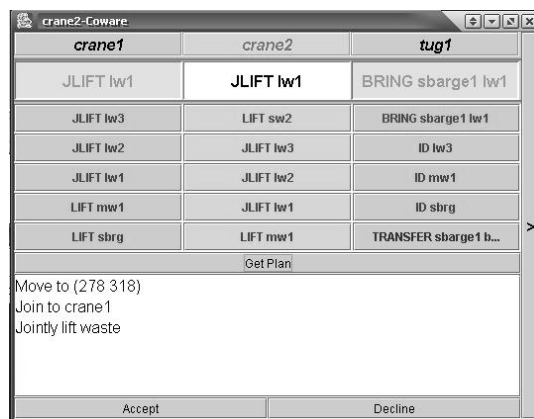 crane2-Coware
crane1 crane2 tug1
JLIFT lw1 JLIFT lw1 BRING sbarge1 lw1
JLIFT lw3 LIFT sw2 BRING sbarge1 lw1
JLIFT lw2 JLIFT lw3 ID lw3
JLIFT lw1 JLIFT lw2 ID mw1
LIFT mw1 JLIFT lw1 ID sbrg
LIFT sbrg LIFT mw1 TRANSFER sbarge1 b...
>
Get Plan
Move to (278 318)
Join to crane1
Jointly lift waste
Accept Decline